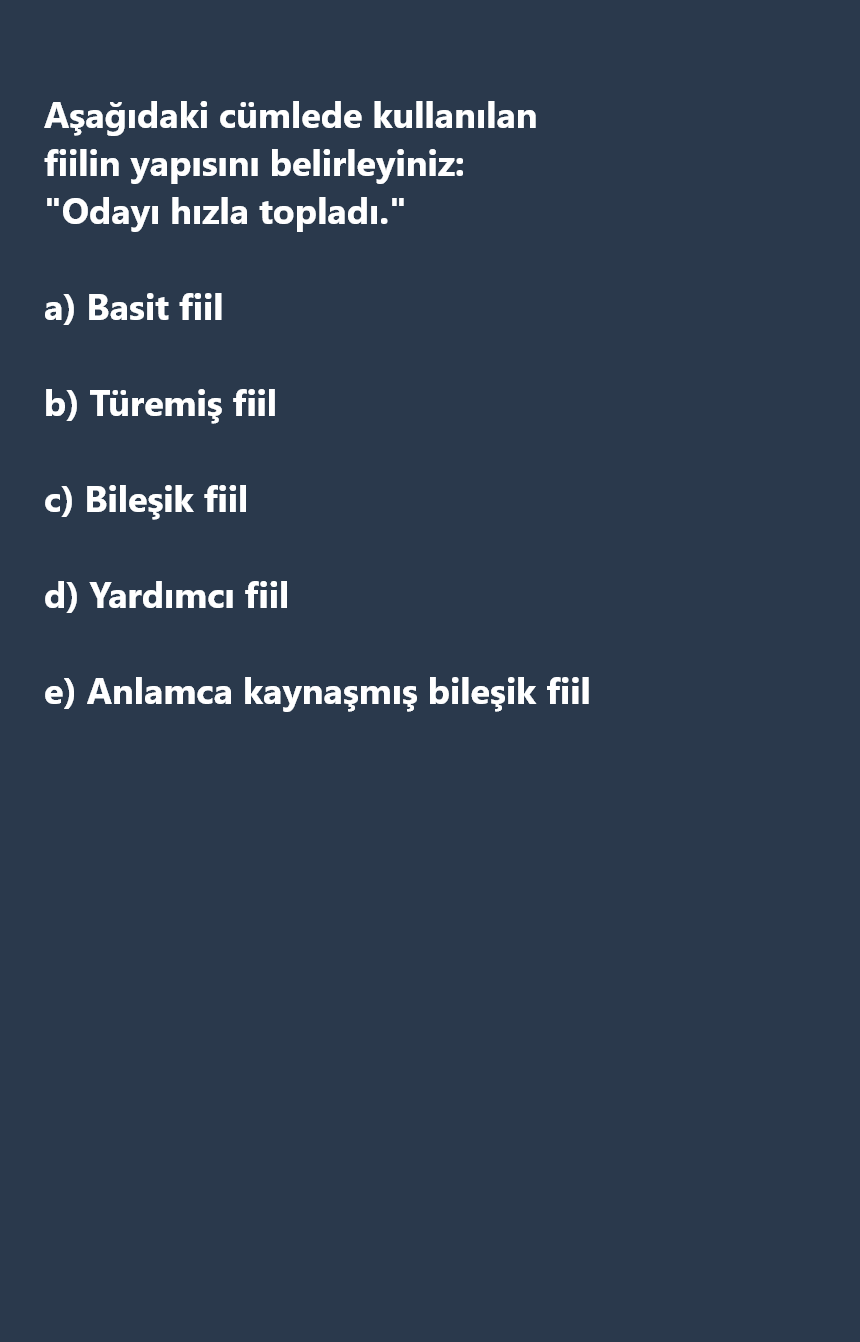 Aşağıdaki cümlede kullanılan
fiilin yapısını belirleyiniz:
"Odayı hızla topladı."
a) Basit fiil
b) Türemiş fiil
c) Bileşik fiil
d) Yardımcı fiil
e) Anlamca kaynaşmış bileşik fiil